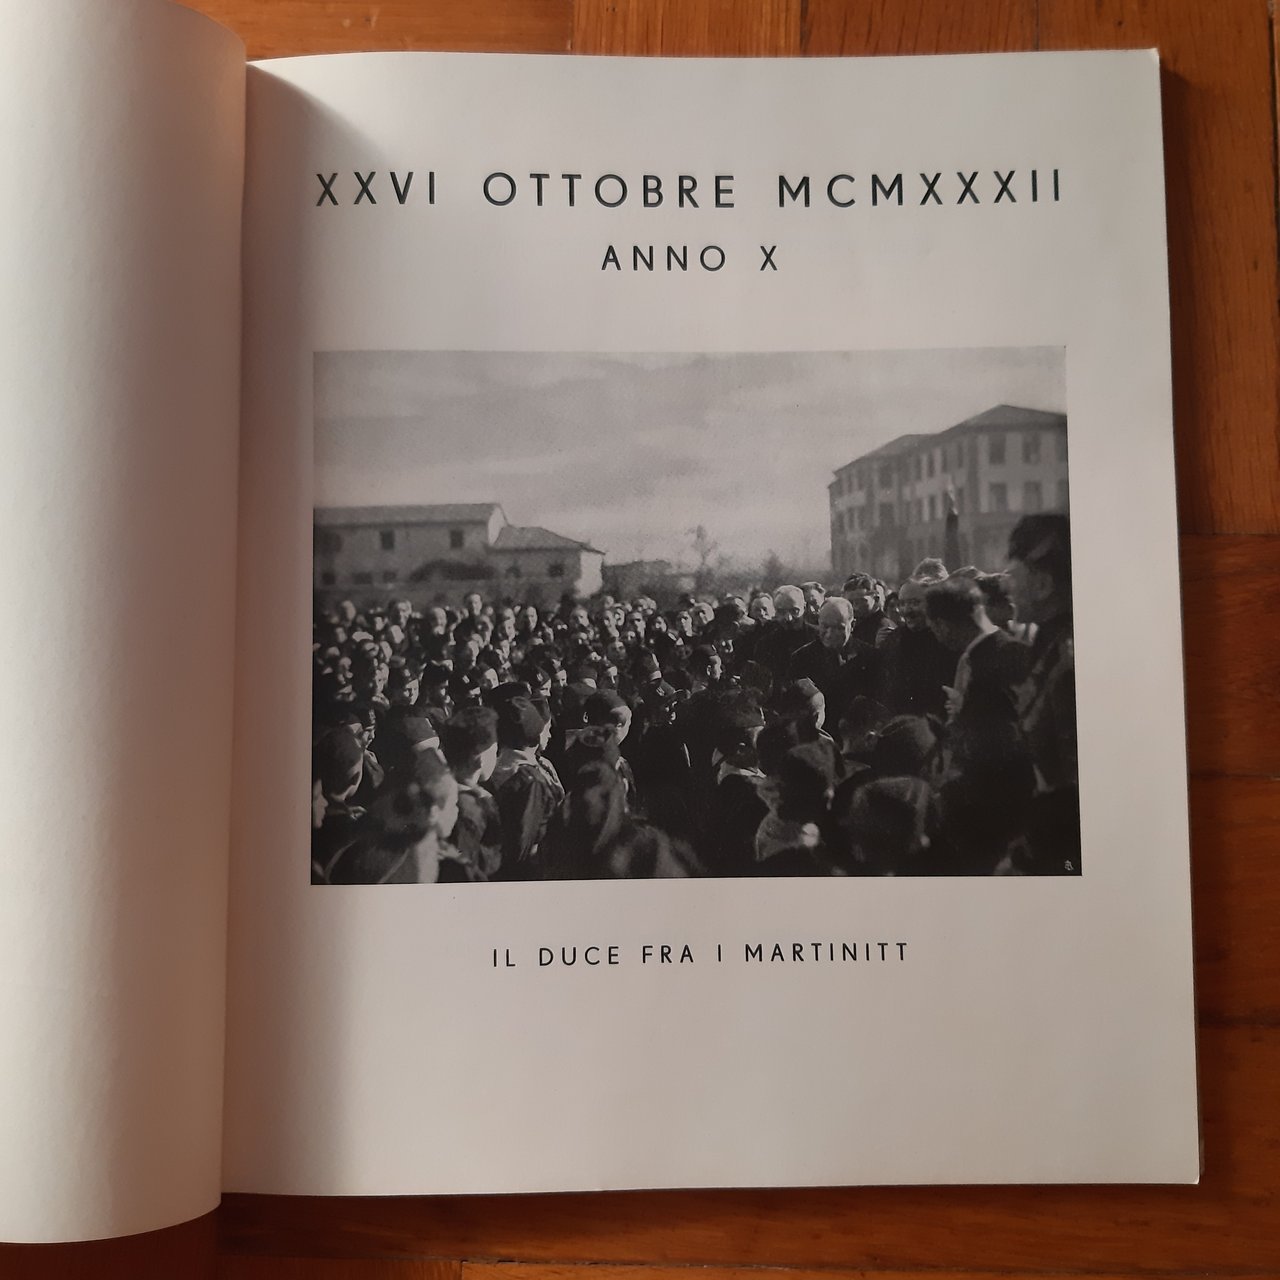 XXVI OTTOBRE MCMXXXII
ANNO X
IL DUCE FRA I MARTINITT